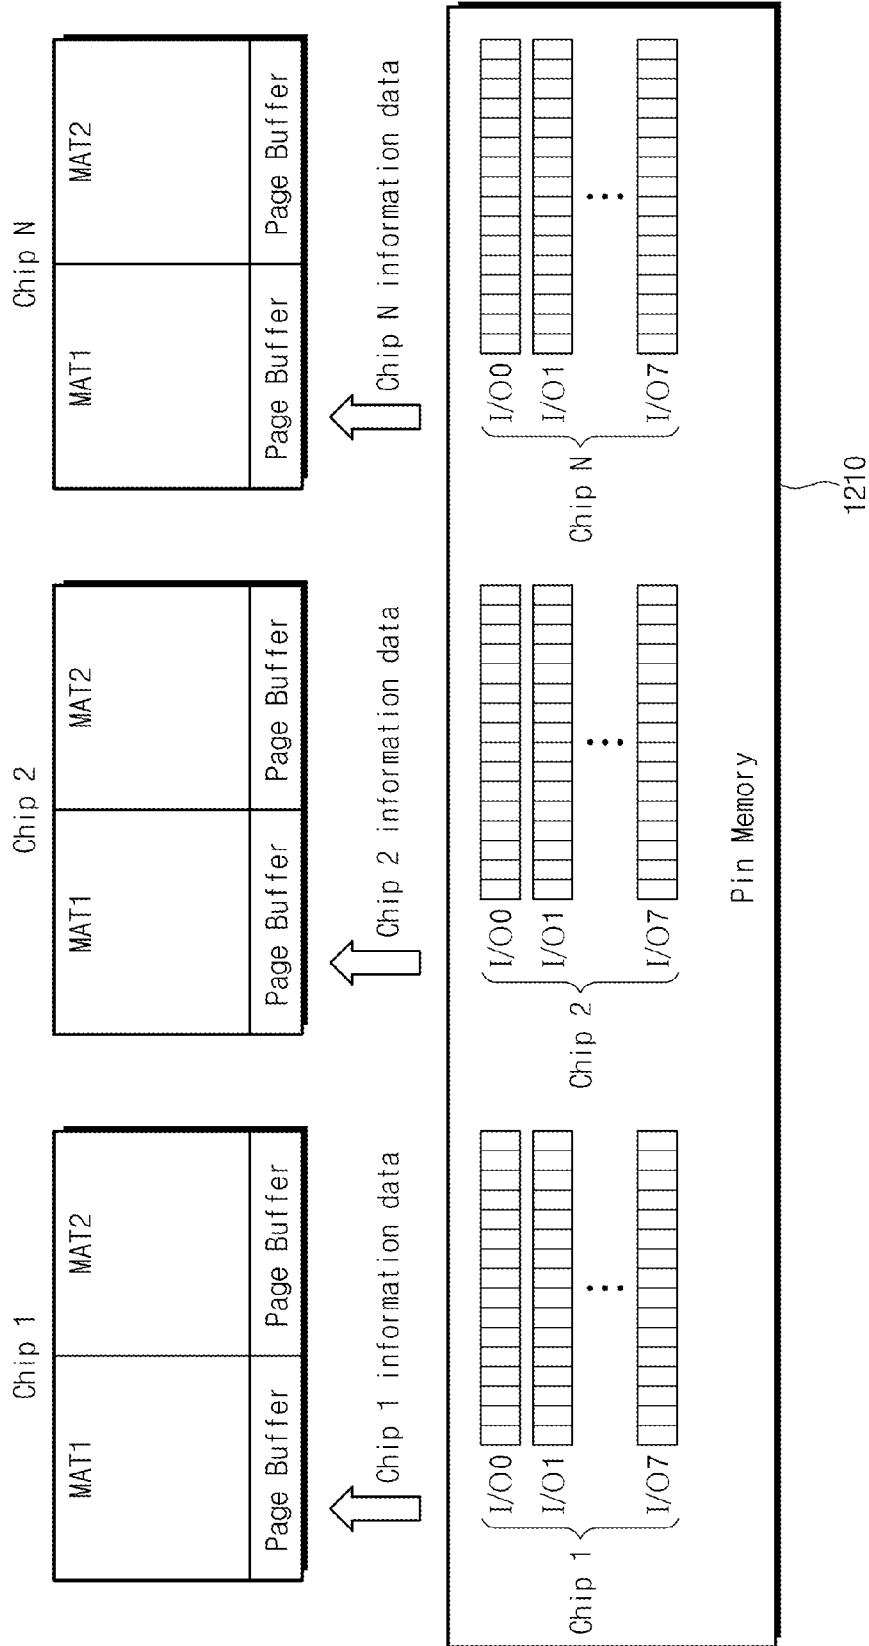 Chip 1
Chip 2
Chip N
MAT1
MAT2
MAT1
MAT2
MAT1
MAT2
Page Buffer
Page Buffer
Page Buffer
Page Buffer
Page Buffer
Page Buffer
Chip 1 information data
Chip 2 information data
Chip N information data
Chip 1
I/O0
I/O1
I/O7
Chip 2
I/O0
I/O1
I/O7
Chip N
I/O0
I/O1
I/O7
Pin Memory
1210